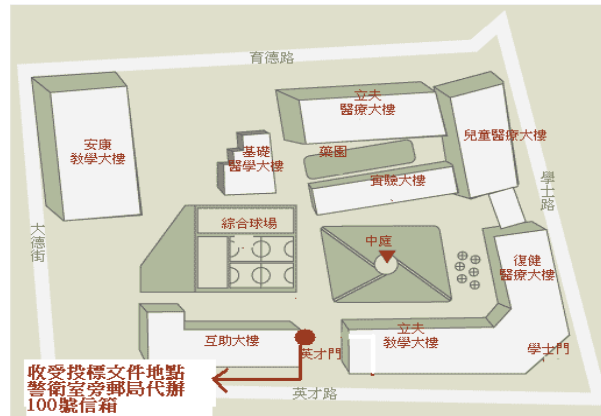 育德路
立夫
醫療大樓
安康
教學大樓
基礎
醫學大樓
藥園
兒童醫療大樓
實驗大樓
學士路
大德街
綜合球場
中庭
復健
醫療大樓
互助大樓
英才門
立夫
教學大樓
學士門
收受投標文件地點
警衛室旁郵局代辦
100號信箱
英才路